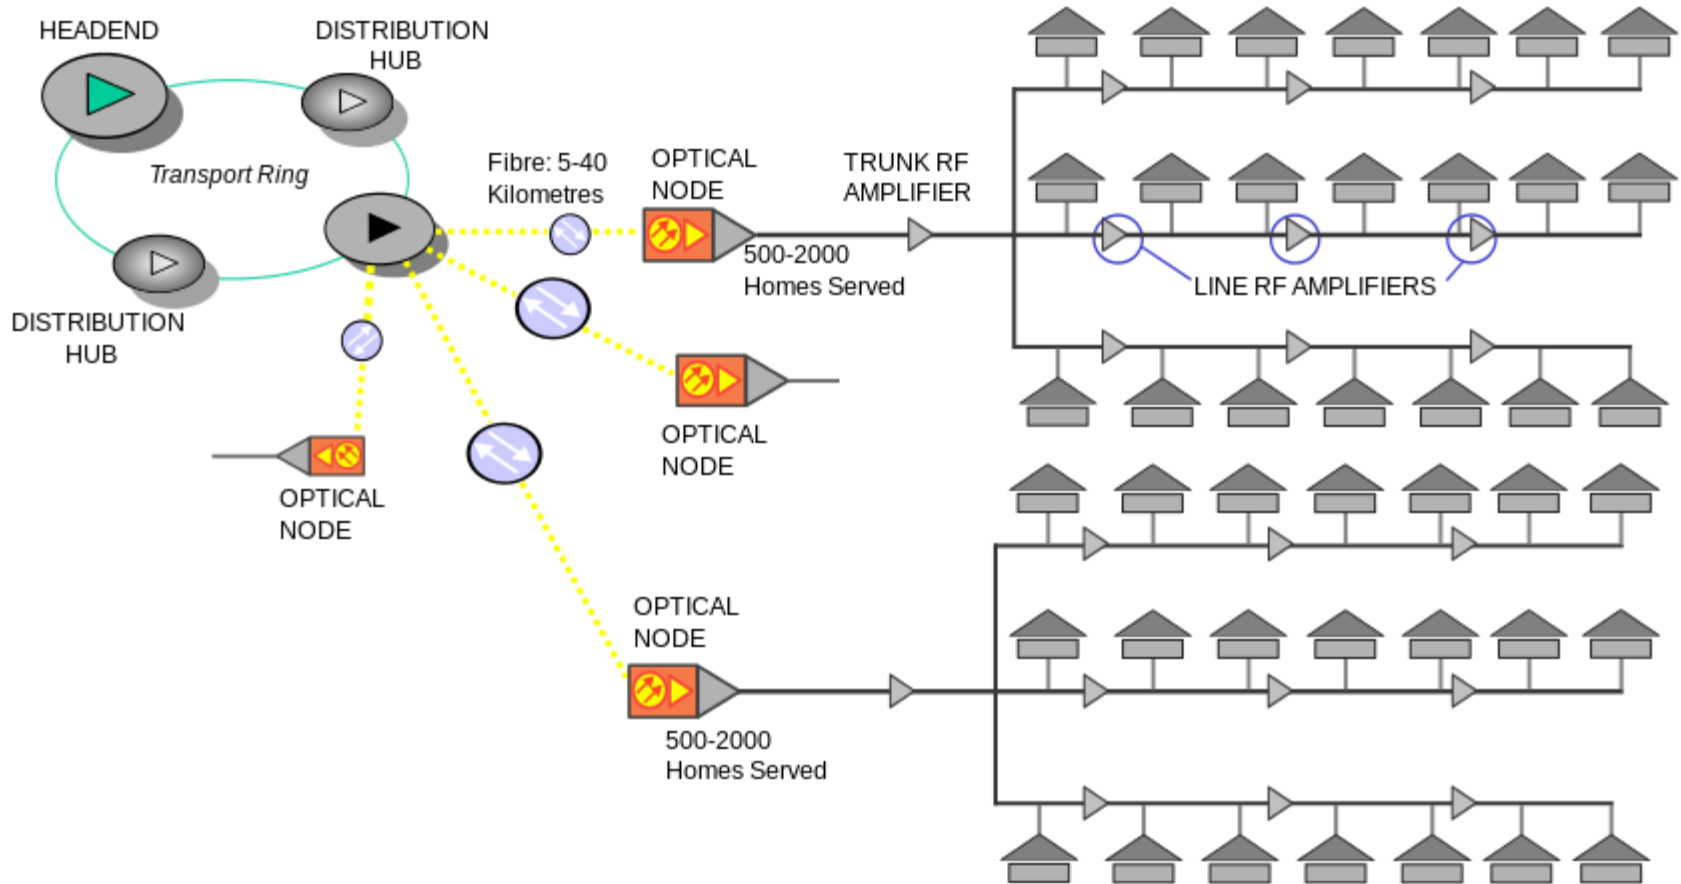 HEADEND
DISTRIBUTION
HUB
Transport Ring
DISTRIBUTION
HUB
Fibre: 5-40
Kilometres
OPTICAL
NODE
500-2000
Homes Served
TRUNK RF
AMPLIFIER
LINE RF AMPLIFIERS
OPTICAL
NODE
OPTICAL
NODE
OPTICAL
NODE
500-2000
Homes Served